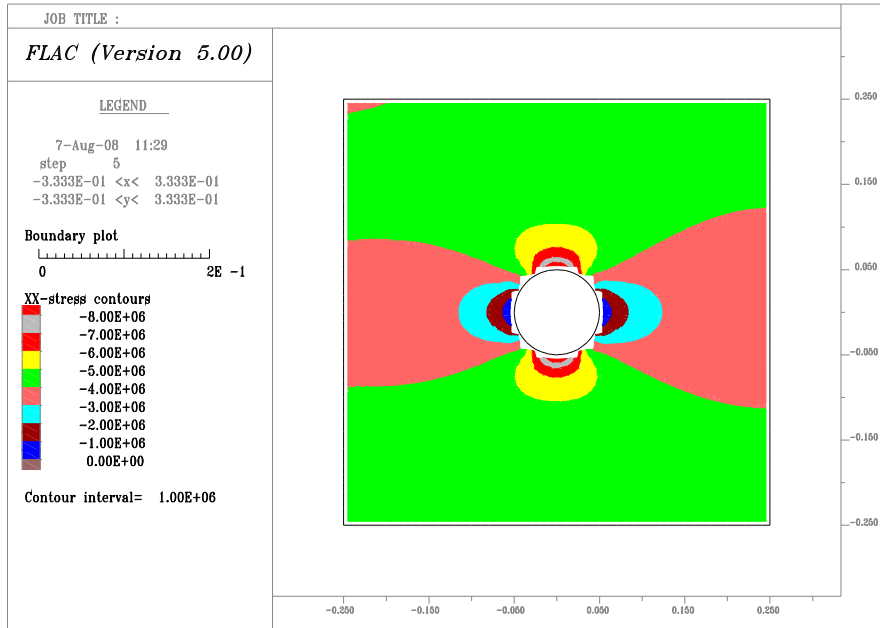 JOB TITLE :
FLAC (Version 5.00)
LEGEND
7-Aug-08 11:29
step 5
-3.333E-01 <x< 3.333E-01
-3.333E-01 <y< 3.333E-01
Boundary plot
0 2E -1
XX-stress contours
-8.00E+06
-7.00E+06
-6.00E+06
-5.00E+06
-4.00E+06
-3.00E+06
-2.00E+06
-1.00E+06
0.00E+00
Contour interval= 1.00E+06
0.250
0.150
0.050
-0.050
-0.150
-0.250
-0.250 -0.150 -0.050 0.050 0.150 0.250